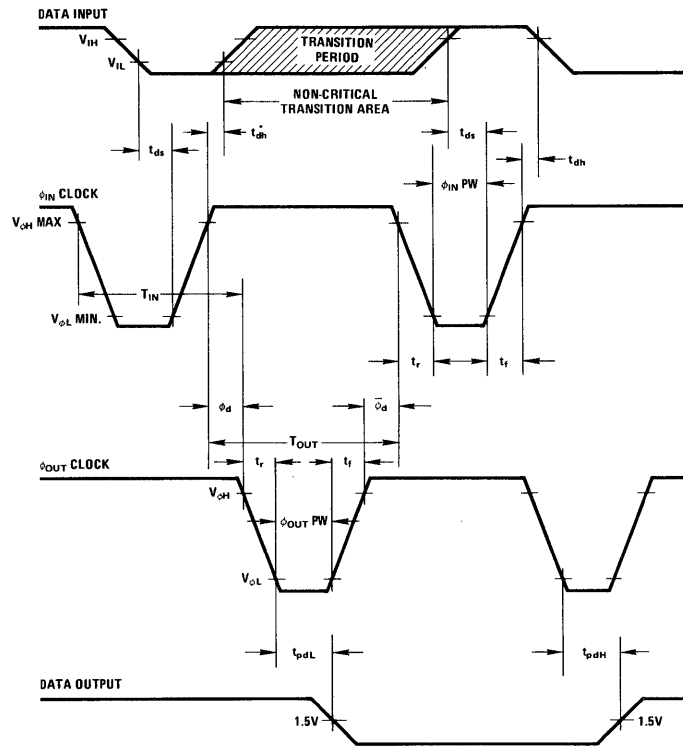 DATA INPUT
V_IH
V_IL
TRANSITION
PERIOD
NON-CRITICAL
TRANSITION AREA
t_ds
t*_dh
t_ds
t_dh
ϕ_IN PW
ϕ_IN CLOCK
V_ϕH MAX
T_IN
V_ϕL MIN.
t_r
t_f
ϕ_d
ϕ̄_d
T_OUT
t_r
t_f
ϕ_OUT CLOCK
V_ϕH
ϕ_OUT PW
V_ϕL
t_pdL
t_pdH
DATA OUTPUT
1.5V
1.5V